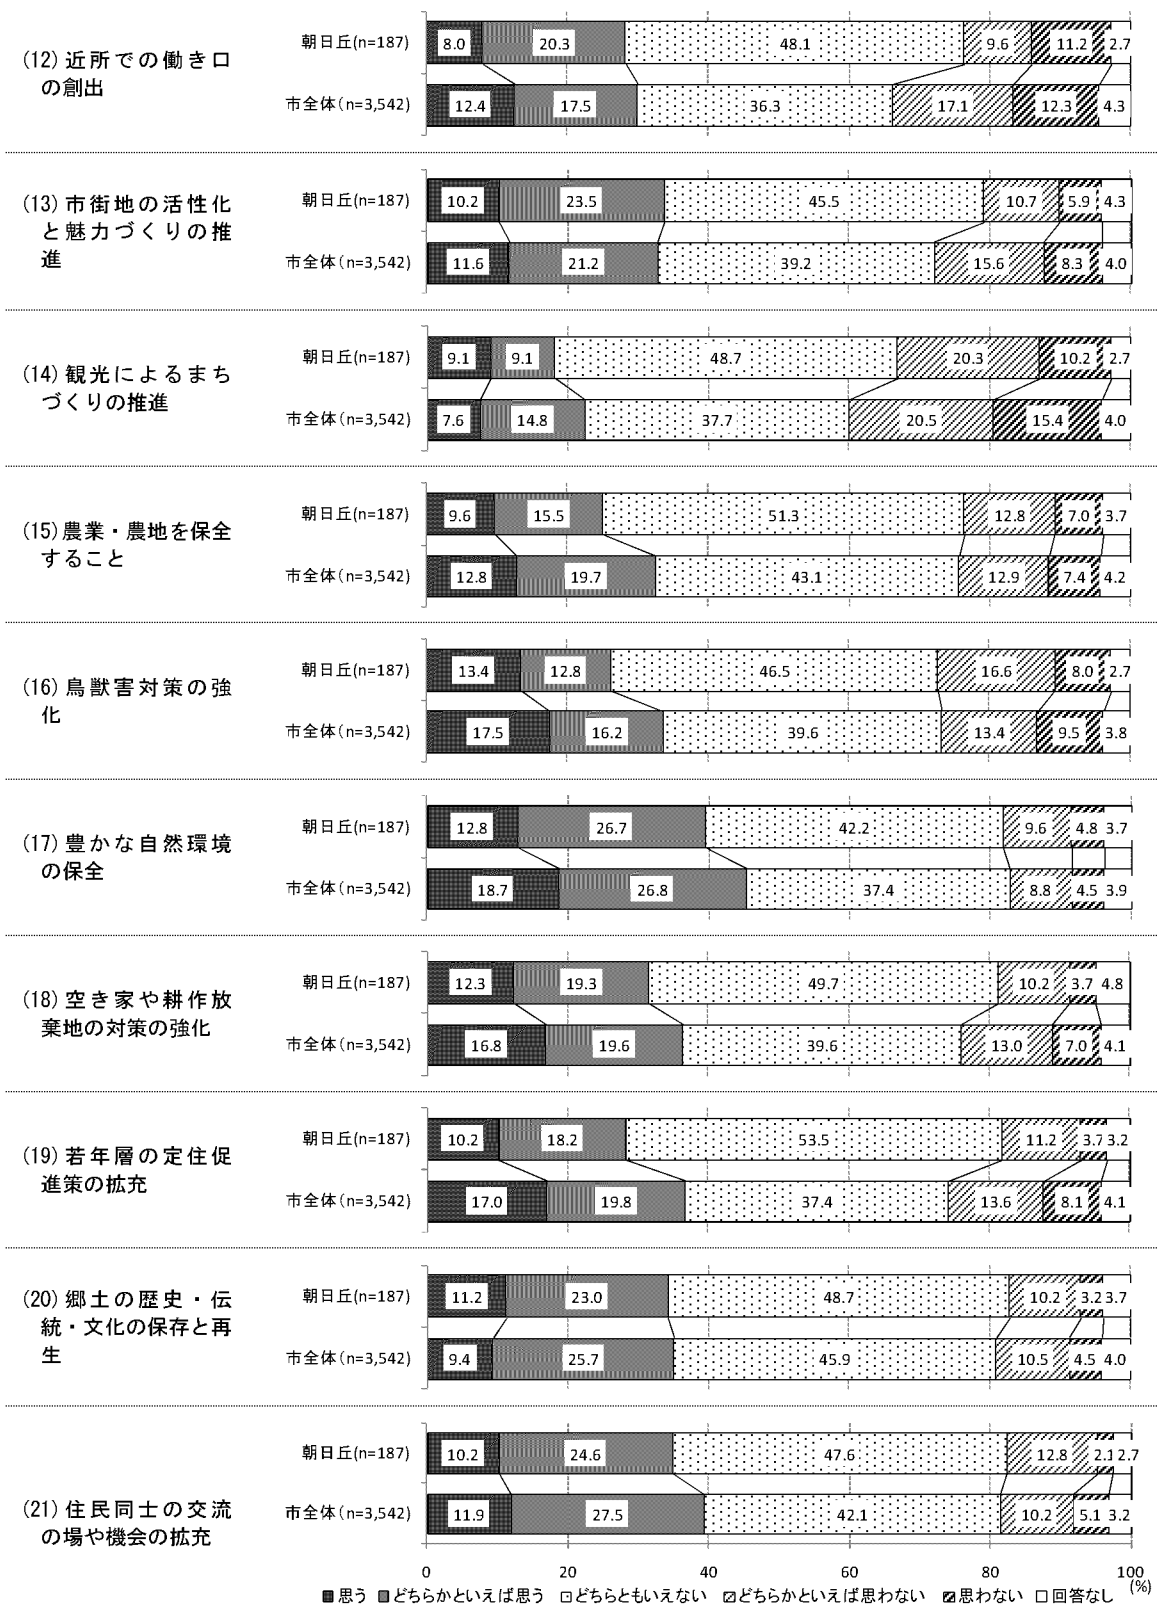 朝日丘(n=187) 8.0 20.3 48.1 9.6 11.2 2.7
(12) 近所での働き口
の創出
市全体(n=3,542) 12.4 17.5 36.3 17.1 12.3 4.3
朝日丘(n=187) 10.2 23.5 45.5 10.7 5.9 4.3
(13) 市街地の活性化
と魅力づくりの推
進
市全体(n=3,542) 11.6 21.2 39.2 15.6 8.3 4.0
朝日丘(n=187) 9.1 9.1 48.7 20.3 10.2 2.7
(14) 観光によるまち
づくりの推進
市全体(n=3,542) 7.6 14.8 37.7 20.5 15.4 4.0
朝日丘(n=187) 9.6 15.5 51.3 12.8 7.0 3.7
(15) 農業・農地を保全
すること
市全体(n=3,542) 12.8 19.7 43.1 12.9 7.4 4.2
朝日丘(n=187) 13.4 12.8 46.5 16.6 8.0 2.7
(16) 鳥獣害対策の強
化
市全体(n=3,542) 17.5 16.2 39.6 13.4 9.5 3.8
朝日丘(n=187) 12.8 26.7 42.2 9.6 4.8 3.7
(17) 豊かな自然環境
の保全
市全体(n=3,542) 18.7 26.8 37.4 8.8 4.5 3.9
朝日丘(n=187) 12.3 19.3 49.7 10.2 3.7 4.8
(18) 空き家や耕作放
棄地の対策の強化
市全体(n=3,542) 16.8 19.6 39.6 13.0 7.0 4.1
朝日丘(n=187) 10.2 18.2 53.5 11.2 3.7 3.2
(19) 若年層の定住促
進策の拡充
市全体(n=3,542) 17.0 19.8 37.4 13.6 8.1 4.1
朝日丘(n=187) 11.2 23.0 48.7 10.2 3.2 3.7
(20) 郷土の歴史・伝
統・文化の保存と再
生
市全体(n=3,542) 9.4 25.7 45.9 10.5 4.5 4.0
朝日丘(n=187) 10.2 24.6 47.6 12.8 2.1 2.7
(21) 住民同士の交流
の場や機会の拡充
市全体(n=3,542) 11.9 27.5 42.1 10.2 5.1 3.2
0 20 40 60 80 100
(%)
思う どちらかといえば思う どちらともいえない どちらかといえば思わない 思わない 回答なし